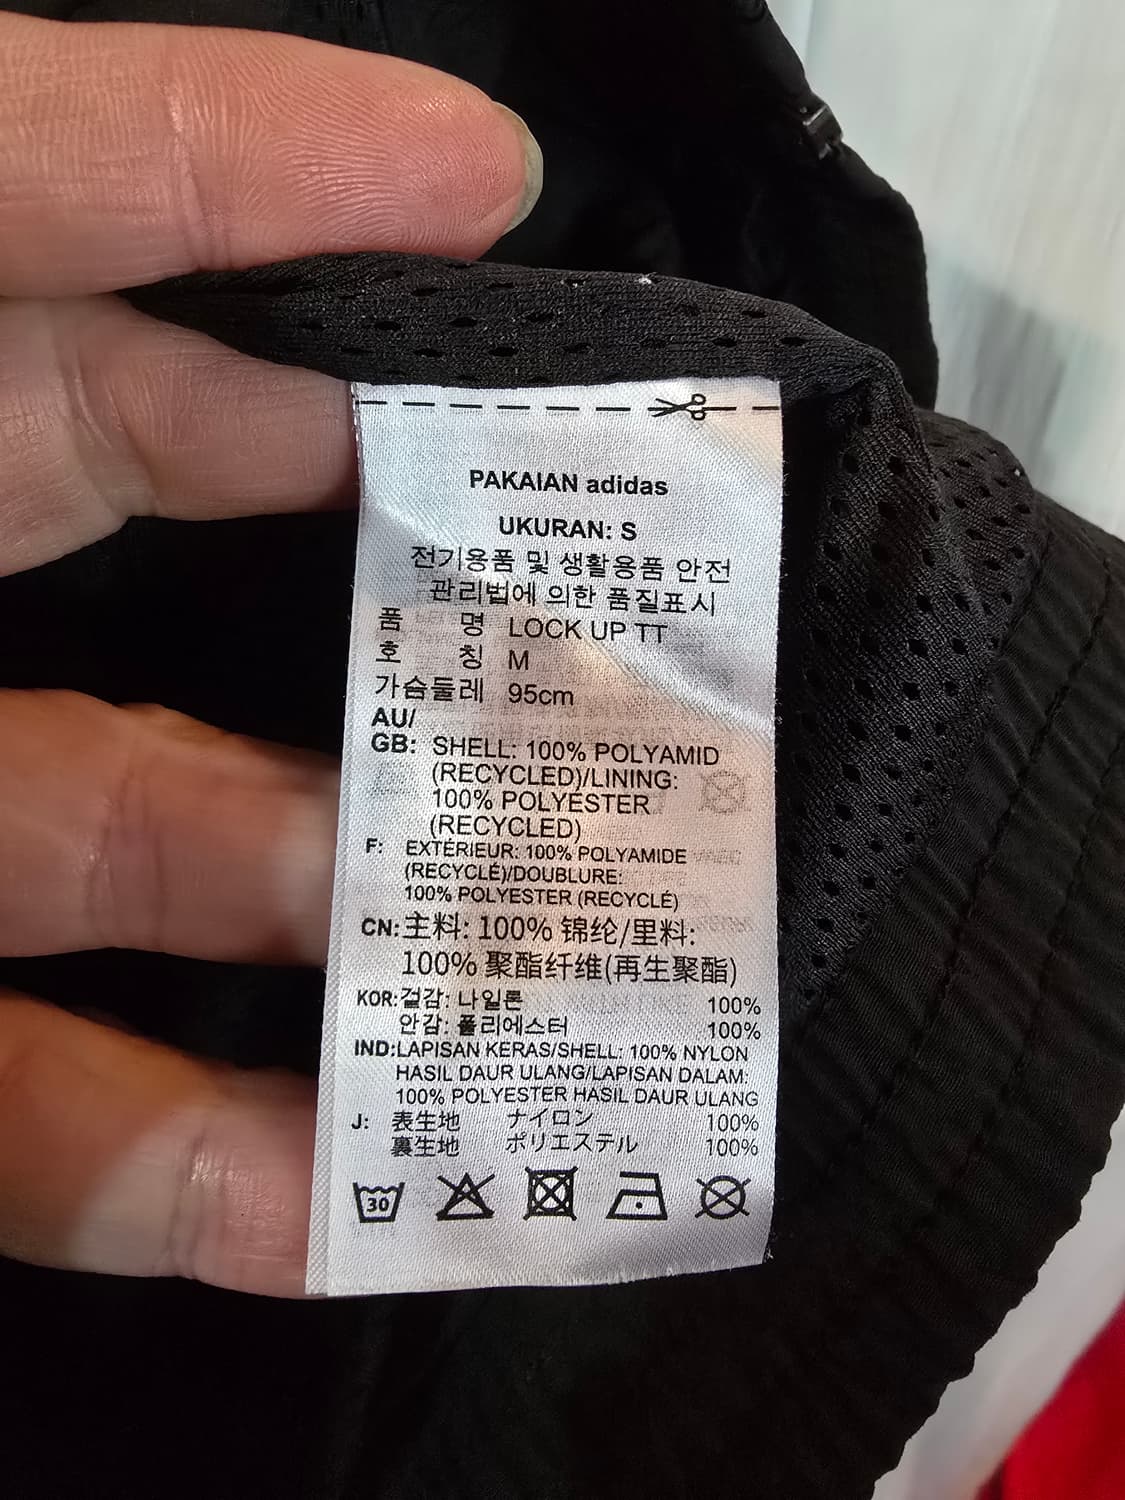 PAKAIAN adidas
UKURAN: S
전기용품 및 생활용품 안전
관리법에 의한 품질표시
품 명 LOCK UP TT
호 칭 M
가슴둘레 95cm
AU/
GB: SHELL: 100% POLYAMID
(RECYCLED)/LINING:
100% POLYESTER
(RECYCLED)
F: EXTÉRIEUR: 100% POLYAMIDE
(RECYCLÉ)/DOUBLURE:
100% POLYESTER (RECYCLÉ)
CN: 主料: 100% 锦纶/里料:
100% 聚酯纤维(再生聚酯)
KOR: 겉감: 나일론 100%
안감: 폴리에스터 100%
IND: LAPISAN KERAS/SHELL: 100% NYLON
HASIL DAUR ULANG/LAPISAN DALAM:
100% POLYESTER HASIL DAUR ULANG
J: 表生地 ナイロン 100%
裏生地 ポリエステル 100%
30